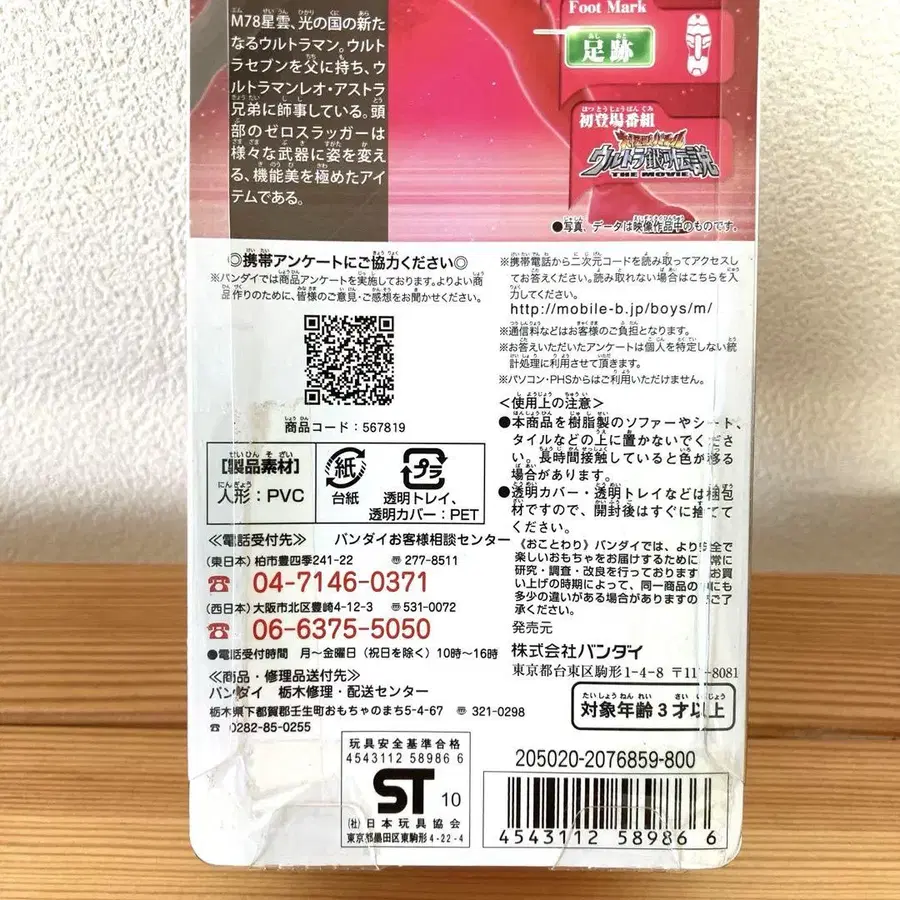 Foot Mark
足跡
初登場番組
ウルトラ銀河伝説
THE MOVIE
M78星雲、光の国の新た
なるウルトラマン。ウルト
ラセブンを父に持ち、ウ
ルトラマンレオ・アストラ
兄弟に師事している。頭
部のゼロスラッガーは
様々な武器に姿を変え
る、機能美を極めたアイ
テムである。
●写真、データは映像作品中のものです。
◎携帯アンケートにご協力ください◎
※バンダイでは商品アンケートを実施しております。よりよい商
品作りのために、皆様のご意見・ご感想をお聞かせください。
商品コード:567819
[製品素材]
人形:PVC
紙
台紙
プラ
透明トレイ、
透明カバー:PET
≪電話受付先≫ バンダイお客様相談センター
(東日本)柏市豊四季241-22 〠277-8511
☎04-7146-0371
(西日本)大阪市北区豊崎4-12-3 〠531-0072
☎06-6375-5050
●電話受付時間 月〜金曜日(祝日を除く)10時〜16時
≪商品・修理品送付先≫
バンダイ 栃木修理・配送センター
栃木県下都賀郡壬生町おもちゃのまち5-4-67 〠321-0298
☎0282-85-0255
※携帯電話から二次元コードを読み取ってアクセスし
てお答えください。読み取れない場合はこちらを入
力してください。
http://mobile-b.jp/boys/m/
※通信料などはお客様のご負担となります。
※お答えいただいたアンケートは個人を特定しない統
計処理に利用させて頂きます。
※パソコン・PHSからはご利用いただけません。
<使用上の注意>
●本商品を樹脂製のソファーやシート、
タイルなどの上に置かないでくださ
い。長時間接触していると色が移る
場合があります。
●透明カバー・透明トレイなどは梱包
材ですので、開封後はすぐに捨てて
ください。
《おことわり》バンダイでは、より安全で
楽しいおもちゃをお届けするために常に
研究・調査・改良を行っております。お買
い上げの時期によって、同一商品の中にも
多少の違いがある場合がありますのでご了
承ください。
発売元
株式会社バンダイ
東京都台東区駒形1-4-8 〒111-8081
対象年齢3才以上
玩具安全基準合格
4543112 58986 6
ST 10
(社)日本玩具協会
東京都墨田区東駒形4-22-4
205020-2076859-800
4543112 589866